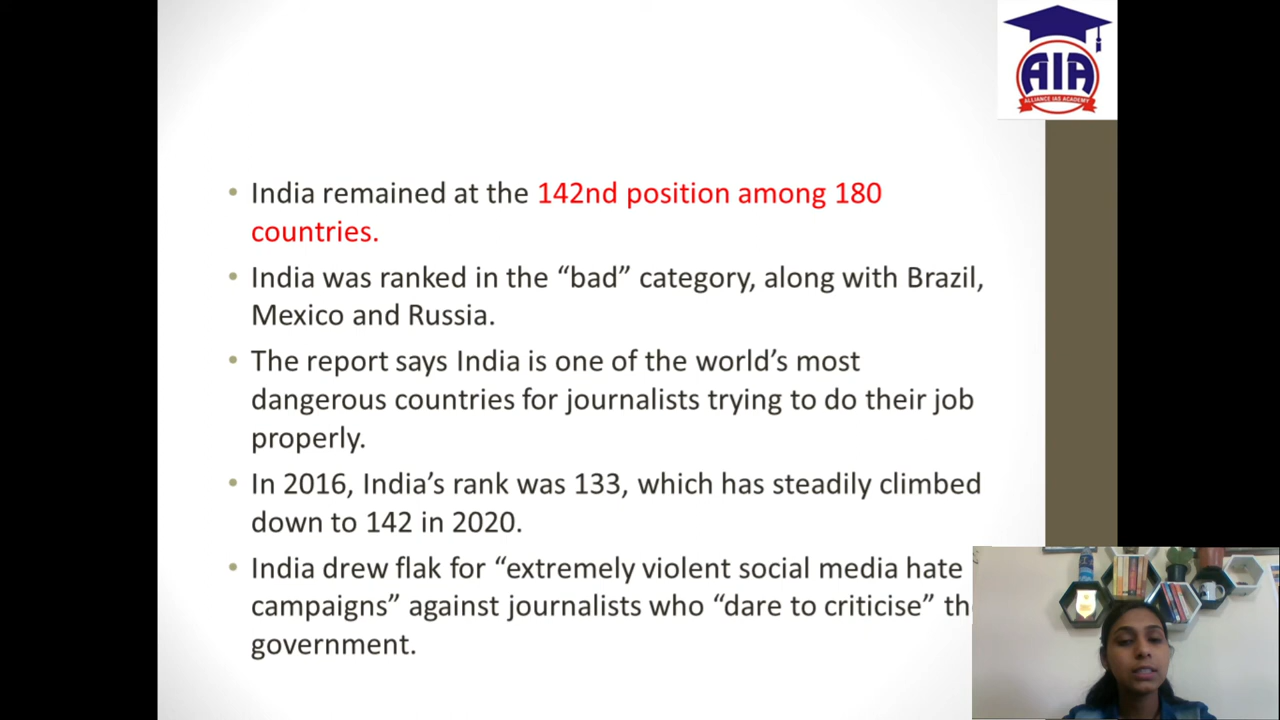 AIA
ALLIANCE IAS ACADEMY
• India remained at the 142nd position among 180
countries.
• India was ranked in the “bad” category, along with Brazil,
Mexico and Russia.
• The report says India is one of the world’s most
dangerous countries for journalists trying to do their job
properly.
• In 2016, India’s rank was 133, which has steadily climbed
down to 142 in 2020.
• India drew flak for “extremely violent social media hate
campaigns” against journalists who “dare to criticise” th
government.